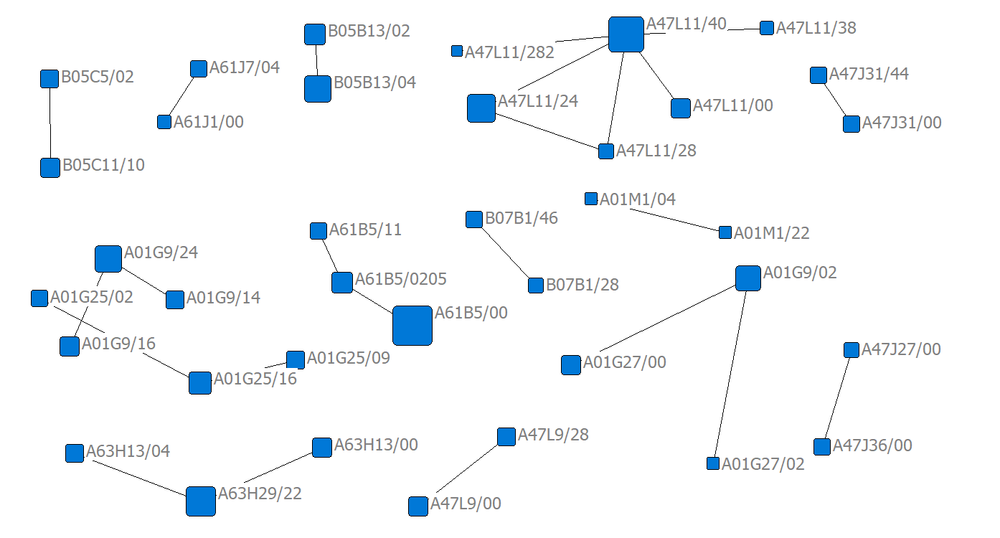 A47L11/40
A47L11/38
B05B13/02
A47L11/282
A61J7/04
A47J31/44
B05C5/02
B05B13/04
A47L11/24
A47L11/00
A61J1/00
A47J31/00
A47L11/28
B05C11/10
A01M1/04
B07B1/46
A61B5/11
A01M1/22
A01G9/24
A01G9/02
A61B5/0205
B07B1/28
A01G25/02
A01G9/14
A61B5/00
A01G9/16
A47J27/00
A01G25/09
A01G27/00
A01G25/16
A47L9/28
A63H13/00
A47J36/00
A63H13/04
A01G27/02
A63H29/22
A47L9/00